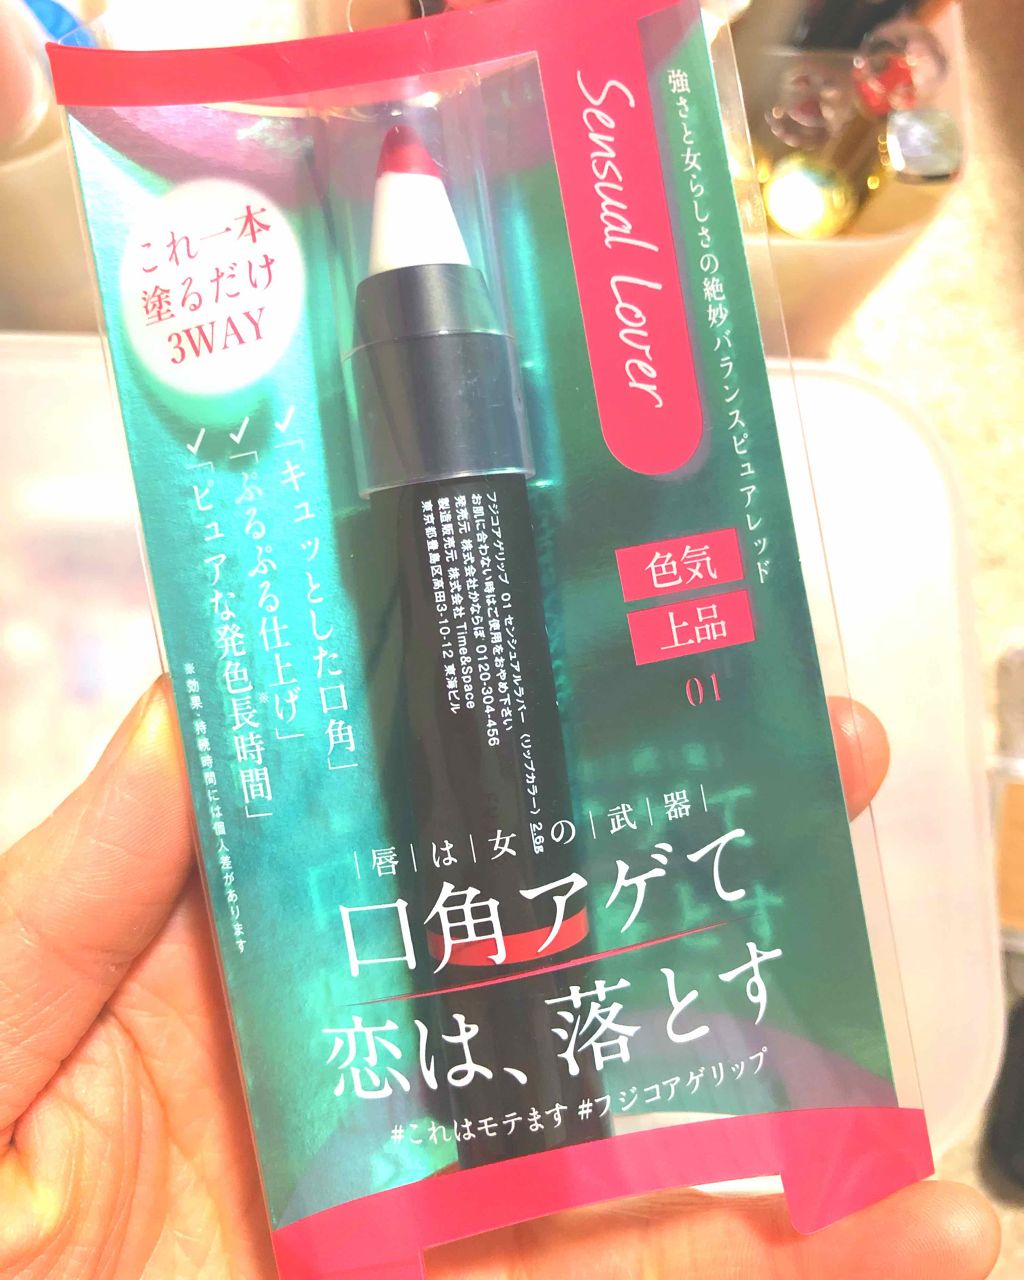 Sensual Lover
強さと女らしさの絶妙バランスピュアレッド
これ一本
塗るだけ
3WAY
✓「キュッとした口角」
✓「ぷるぷる仕上げ」
✓「ピュアな発色長時間」※
※効果・持続時間には個人差があります
色気
上品
01
フジコアゲリップ 01 センシュアルラバー (リップカラー) 2.6g
お肌に合わない時はご使用をおやめ下さい
発売元 株式会社かならぼ 0120-304-456
製造販売元 株式会社 Time&Space
東京都豊島区高田3-10-12 東海ビル
|唇|は|女|の|武|器|
口角アゲて
恋は、落とす
#これはモテます #フジコアゲリップ